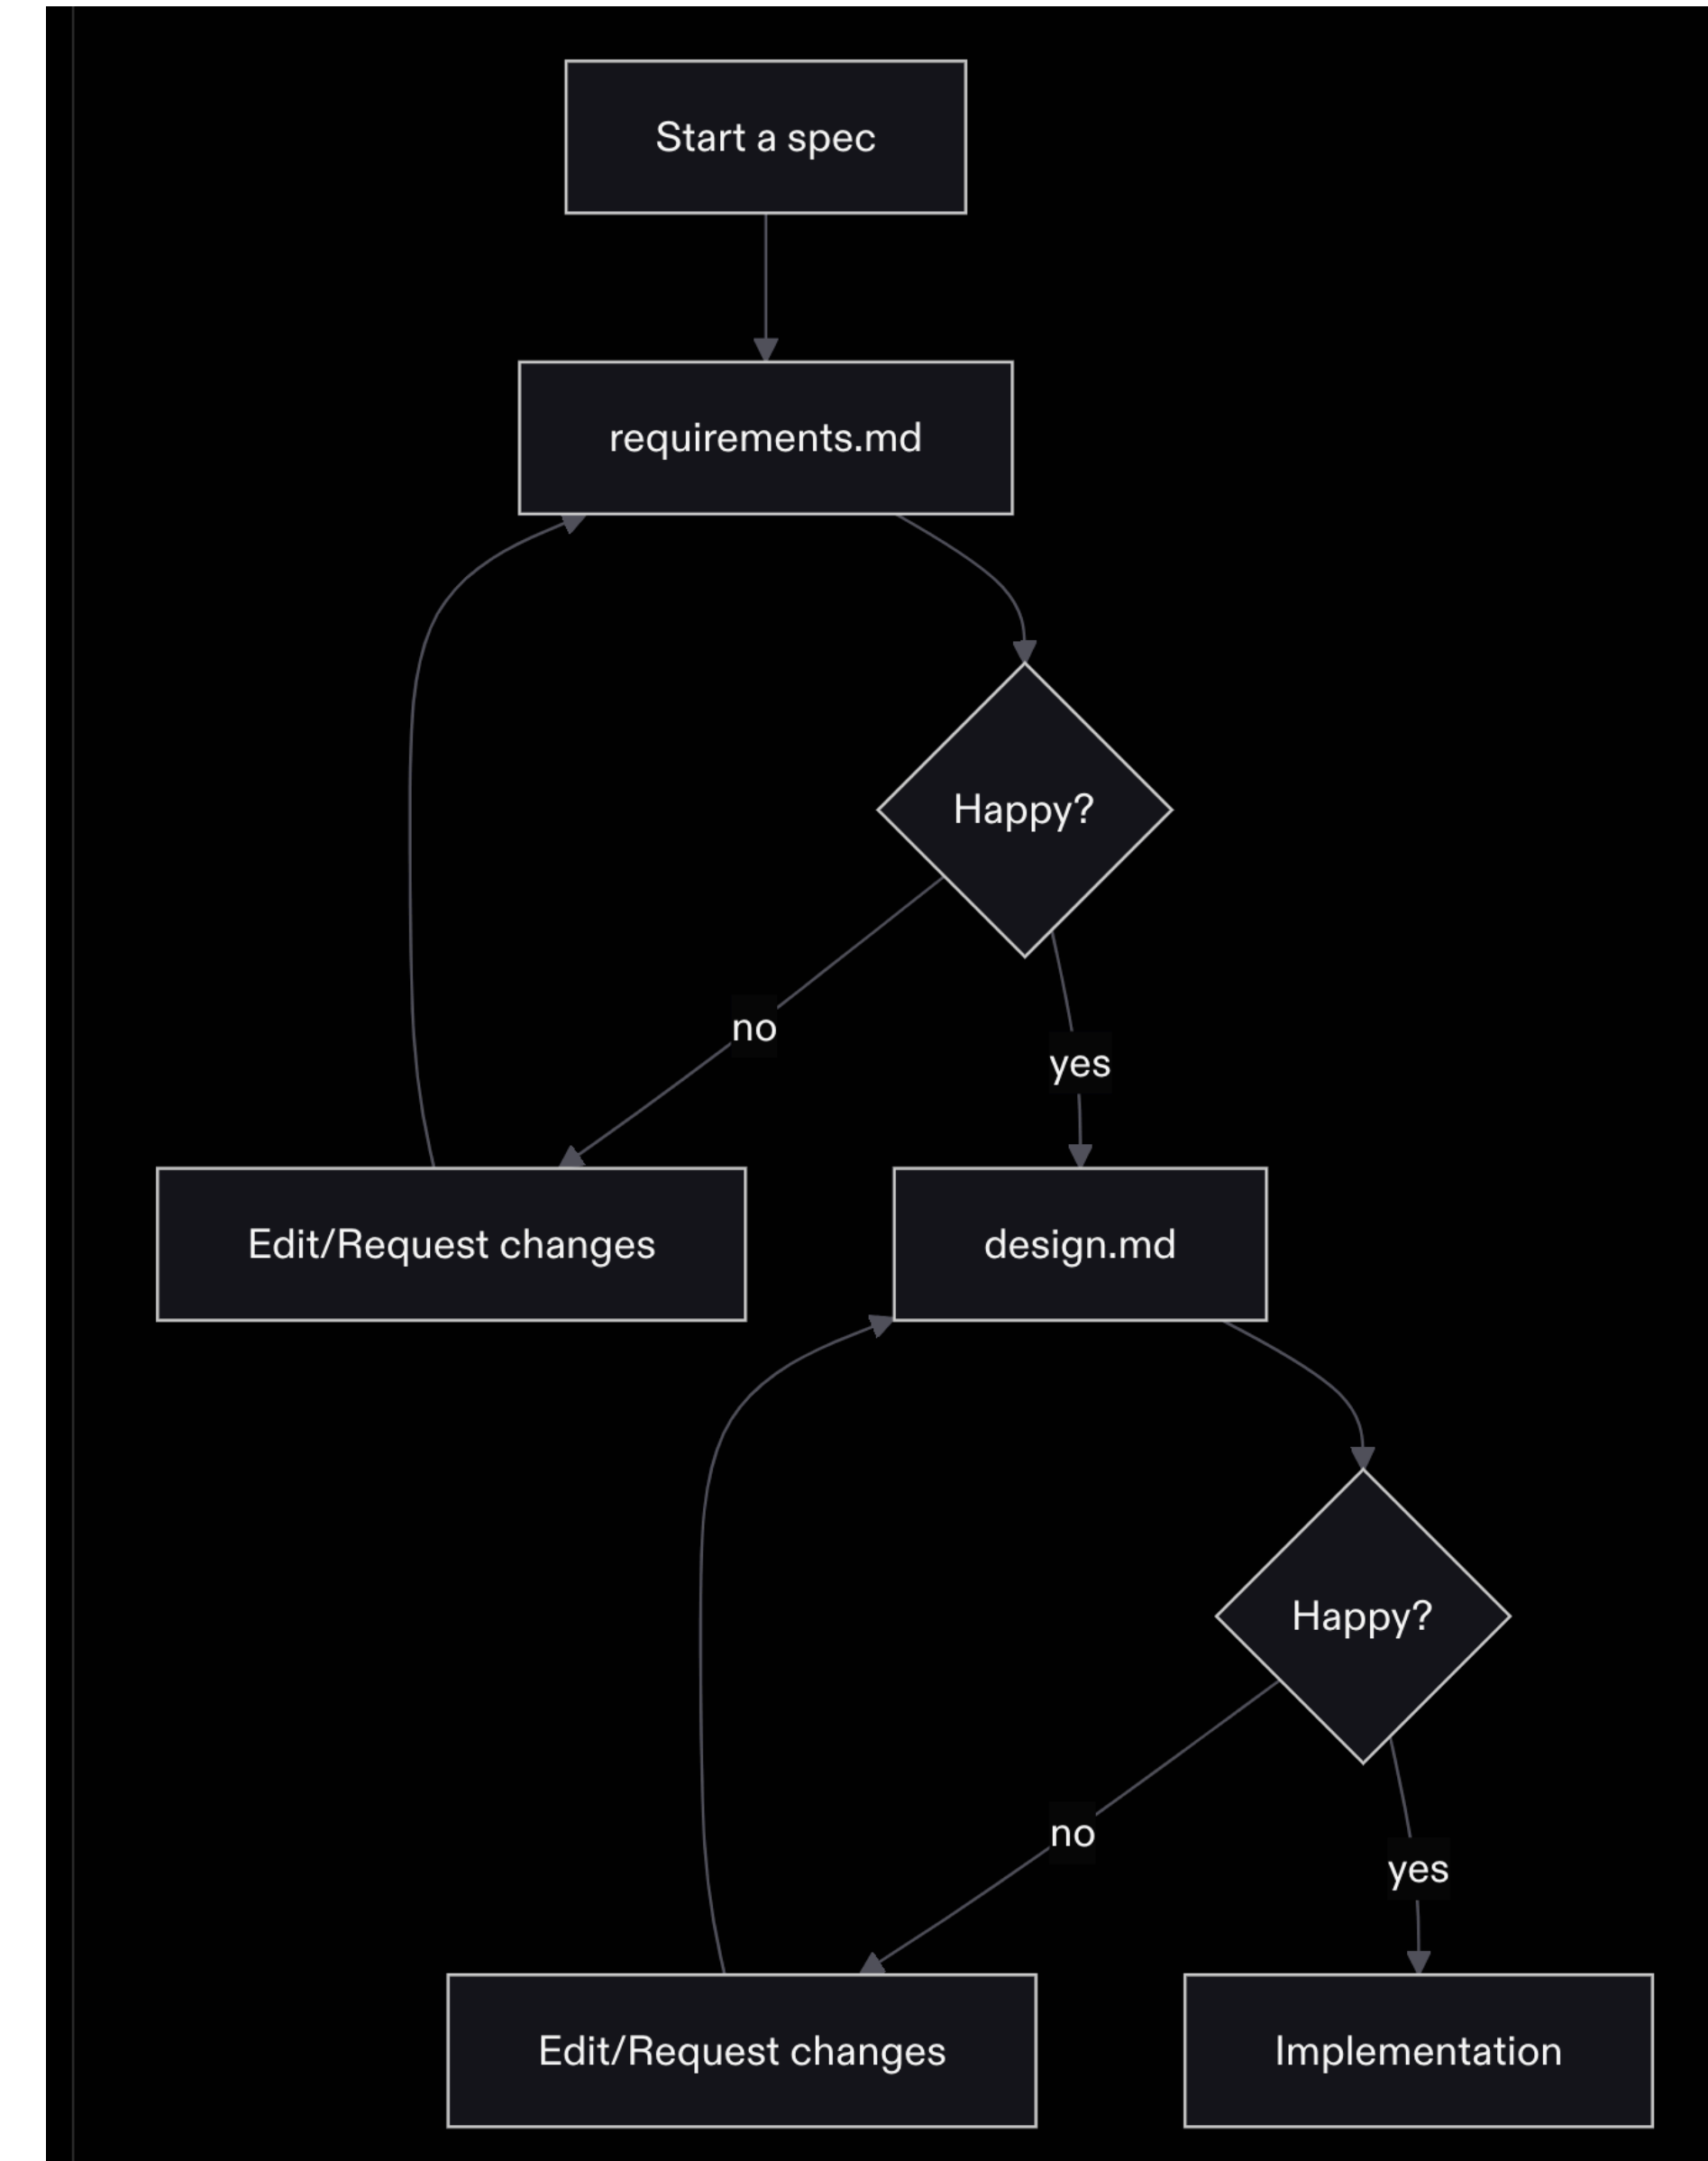 Start a spec
requirements.md
Happy?
no
yes
Edit/Request changes
design.md
Happy?
no
yes
Edit/Request changes
Implementation